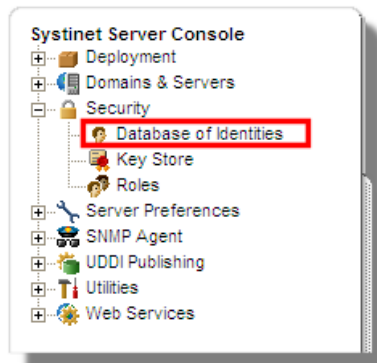 Systinet Server Console
Deployment
Domains & Servers
Security
Database of Identities
Key Store
Roles
Server Preferences
SNMP Agent
UDDI Publishing
Utilities
Web Services